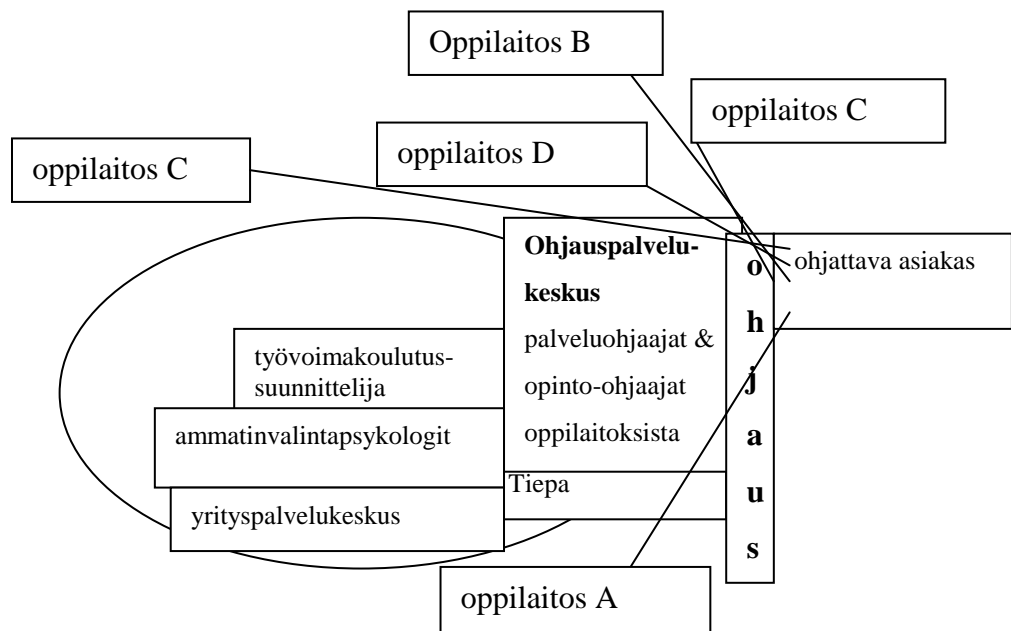 Oppilaitos B
oppilaitos C
oppilaitos D
oppilaitos C
Ohjauspalvelu-
keskus
palveluohjaajat &
opinto-ohjaajat
oppilaitoksista
o
h
j
a
u
s
ohjattava asiakas
työvoimakoulutus-
suunnittelija
ammatinvalintapsykologit
Tiepa
yrityspalvelukeskus
oppilaitos A